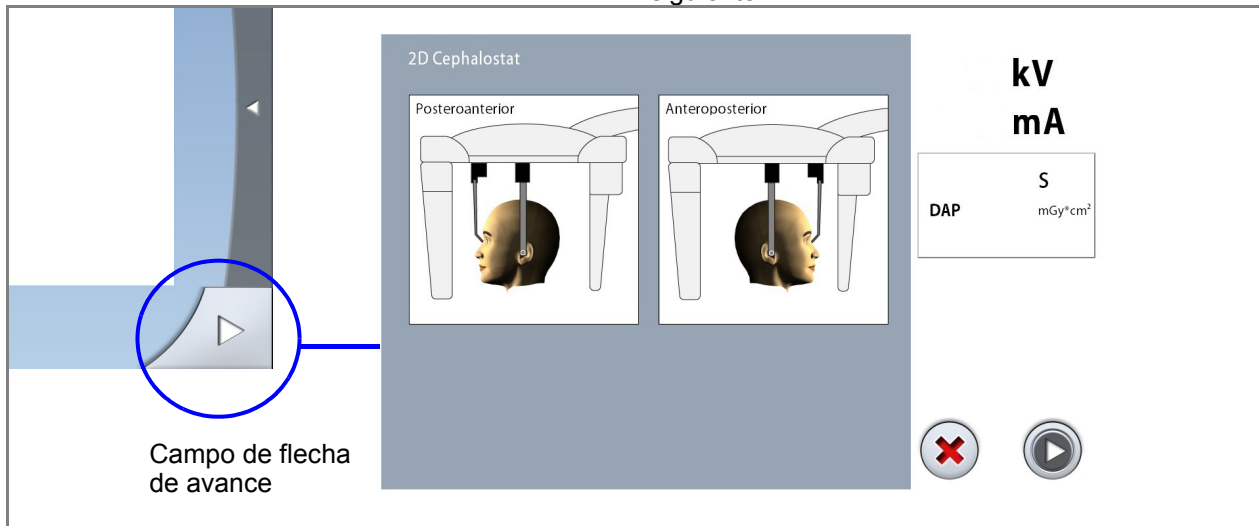 2D Cephalostat
Posteroanterior
Anteroposterior
kV
mA
S
DAP mGy*cm²
Campo de flecha
de avance